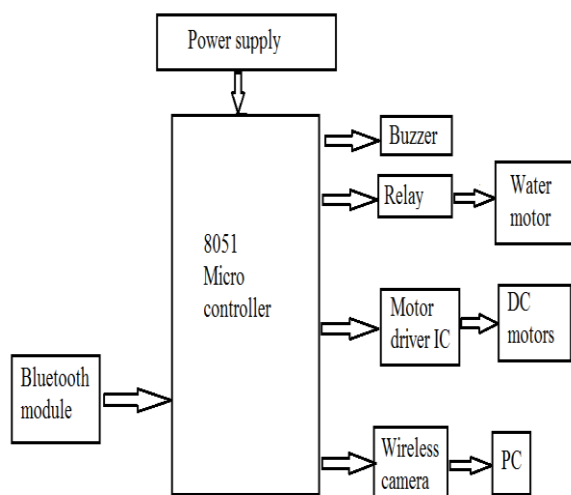 Power supply
Buzzer
Relay
Water
motor
8051
Micro
controller
Motor
driver IC
DC
motors
Bluetooth
module
Wireless
camera
PC